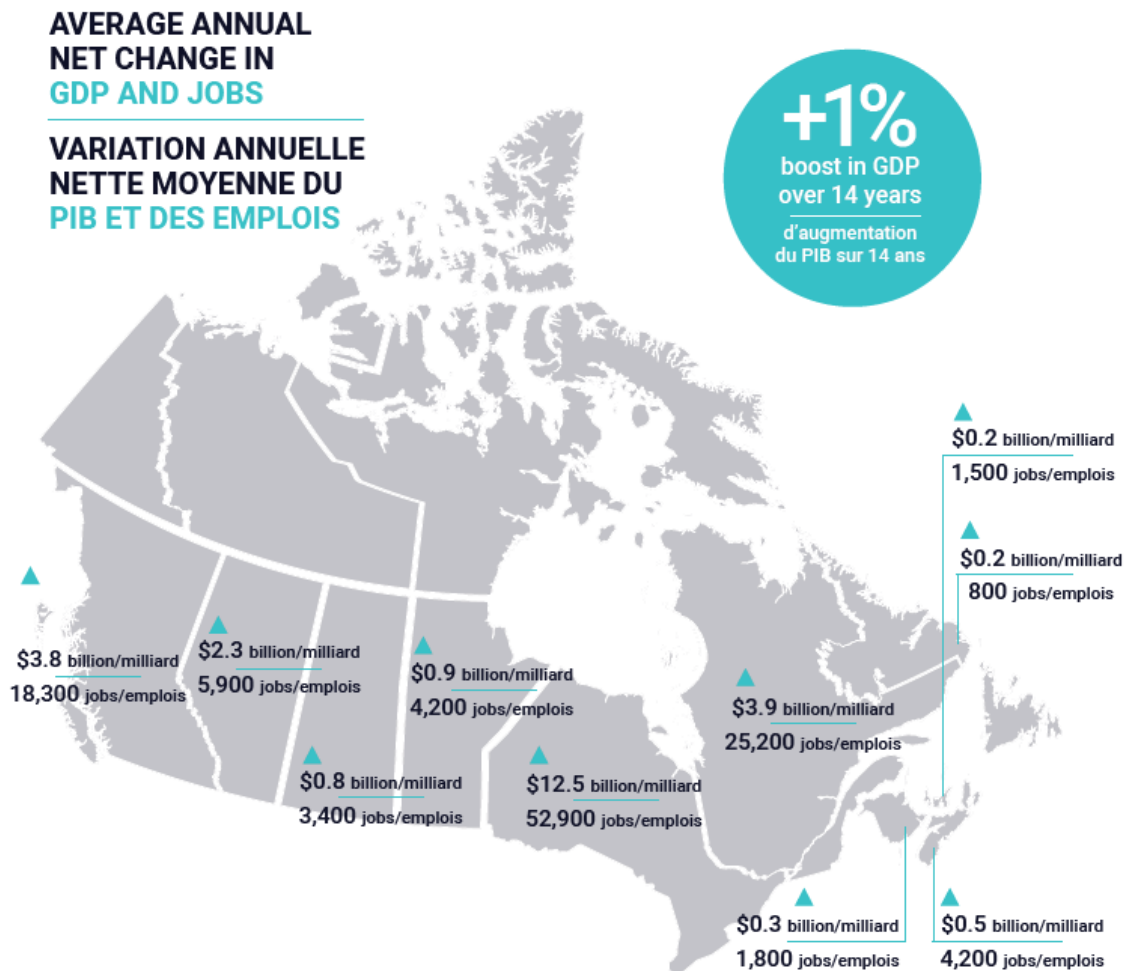 AVERAGE ANNUAL
NET CHANGE IN
GDP AND JOBS
VARIATION ANNUELLE
NETTE MOYENNE DU
PIB ET DES EMPLOIS
+1%
boost in GDP
over 14 years
d'augmentation
du PIB sur 14 ans
$0.2 billion/milliard
1,500 jobs/emplois
$0.2 billion/milliard
800 jobs/emplois
$3.8 billion/milliard
18,300 jobs/emplois
$2.3 billion/milliard
5,900 jobs/emplois
$0.9 billion/milliard
4,200 jobs/emplois
$3.9 billion/milliard
25,200 jobs/emplois
$0.8 billion/milliard
3,400 jobs/emplois
$12.5 billion/milliard
52,900 jobs/emplois
$0.3 billion/milliard
1,800 jobs/emplois
$0.5 billion/milliard
4,200 jobs/emplois